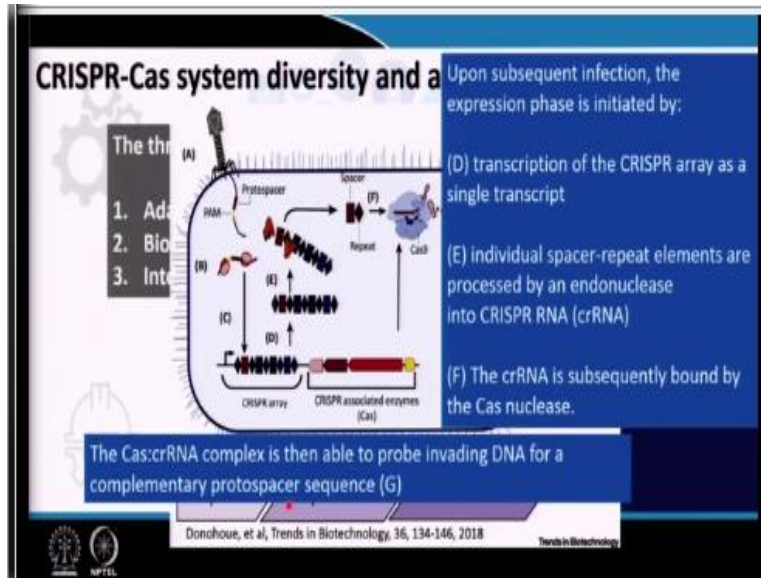 CRISPR-Cas system diversity and a
The thr
1. Ada
2. Bio
3. Int
(A)
Protospacer
PAM
(B)
(C)
(D)
(E)
Spacer
(F)
Repeat
Cas9
CRISPR array
CRISPR associated enzymes
(Cas)
Upon subsequent infection, the
expression phase is initiated by:
(D) transcription of the CRISPR array as a
single transcript
(E) individual spacer-repeat elements are
processed by an endonuclease
into CRISPR RNA (crRNA)
(F) The crRNA is subsequently bound by
the Cas nuclease.
The Cas:crRNA complex is then able to probe invading DNA for a
complementary protospacer sequence (G)
Donohoue, et al, Trends in Biotechnology, 36, 134-146, 2018
Trends in Biotechnology
NPTEL